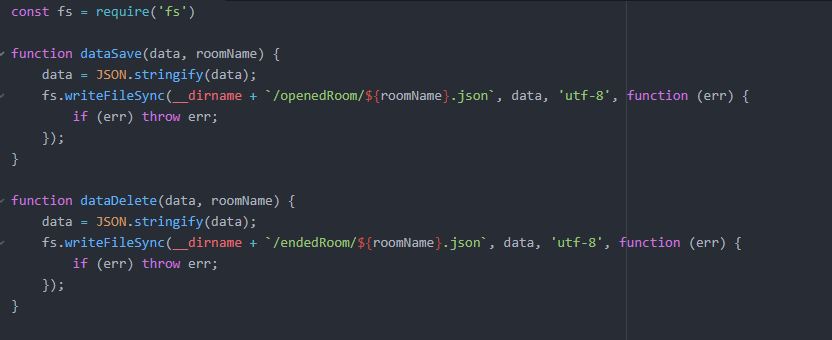 const fs = require('fs')
function dataSave(data, roomName) {
data = JSON.stringify(data);
fs.writeFileSync(__dirname + `/openedRoom/${roomName}.json`, data, 'utf-8', function (err) {
if (err) throw err;
});
}
function dataDelete(data, roomName) {
data = JSON.stringify(data);
fs.writeFileSync(__dirname + `/endedRoom/${roomName}.json`, data, 'utf-8', function (err) {
if (err) throw err;
});
}